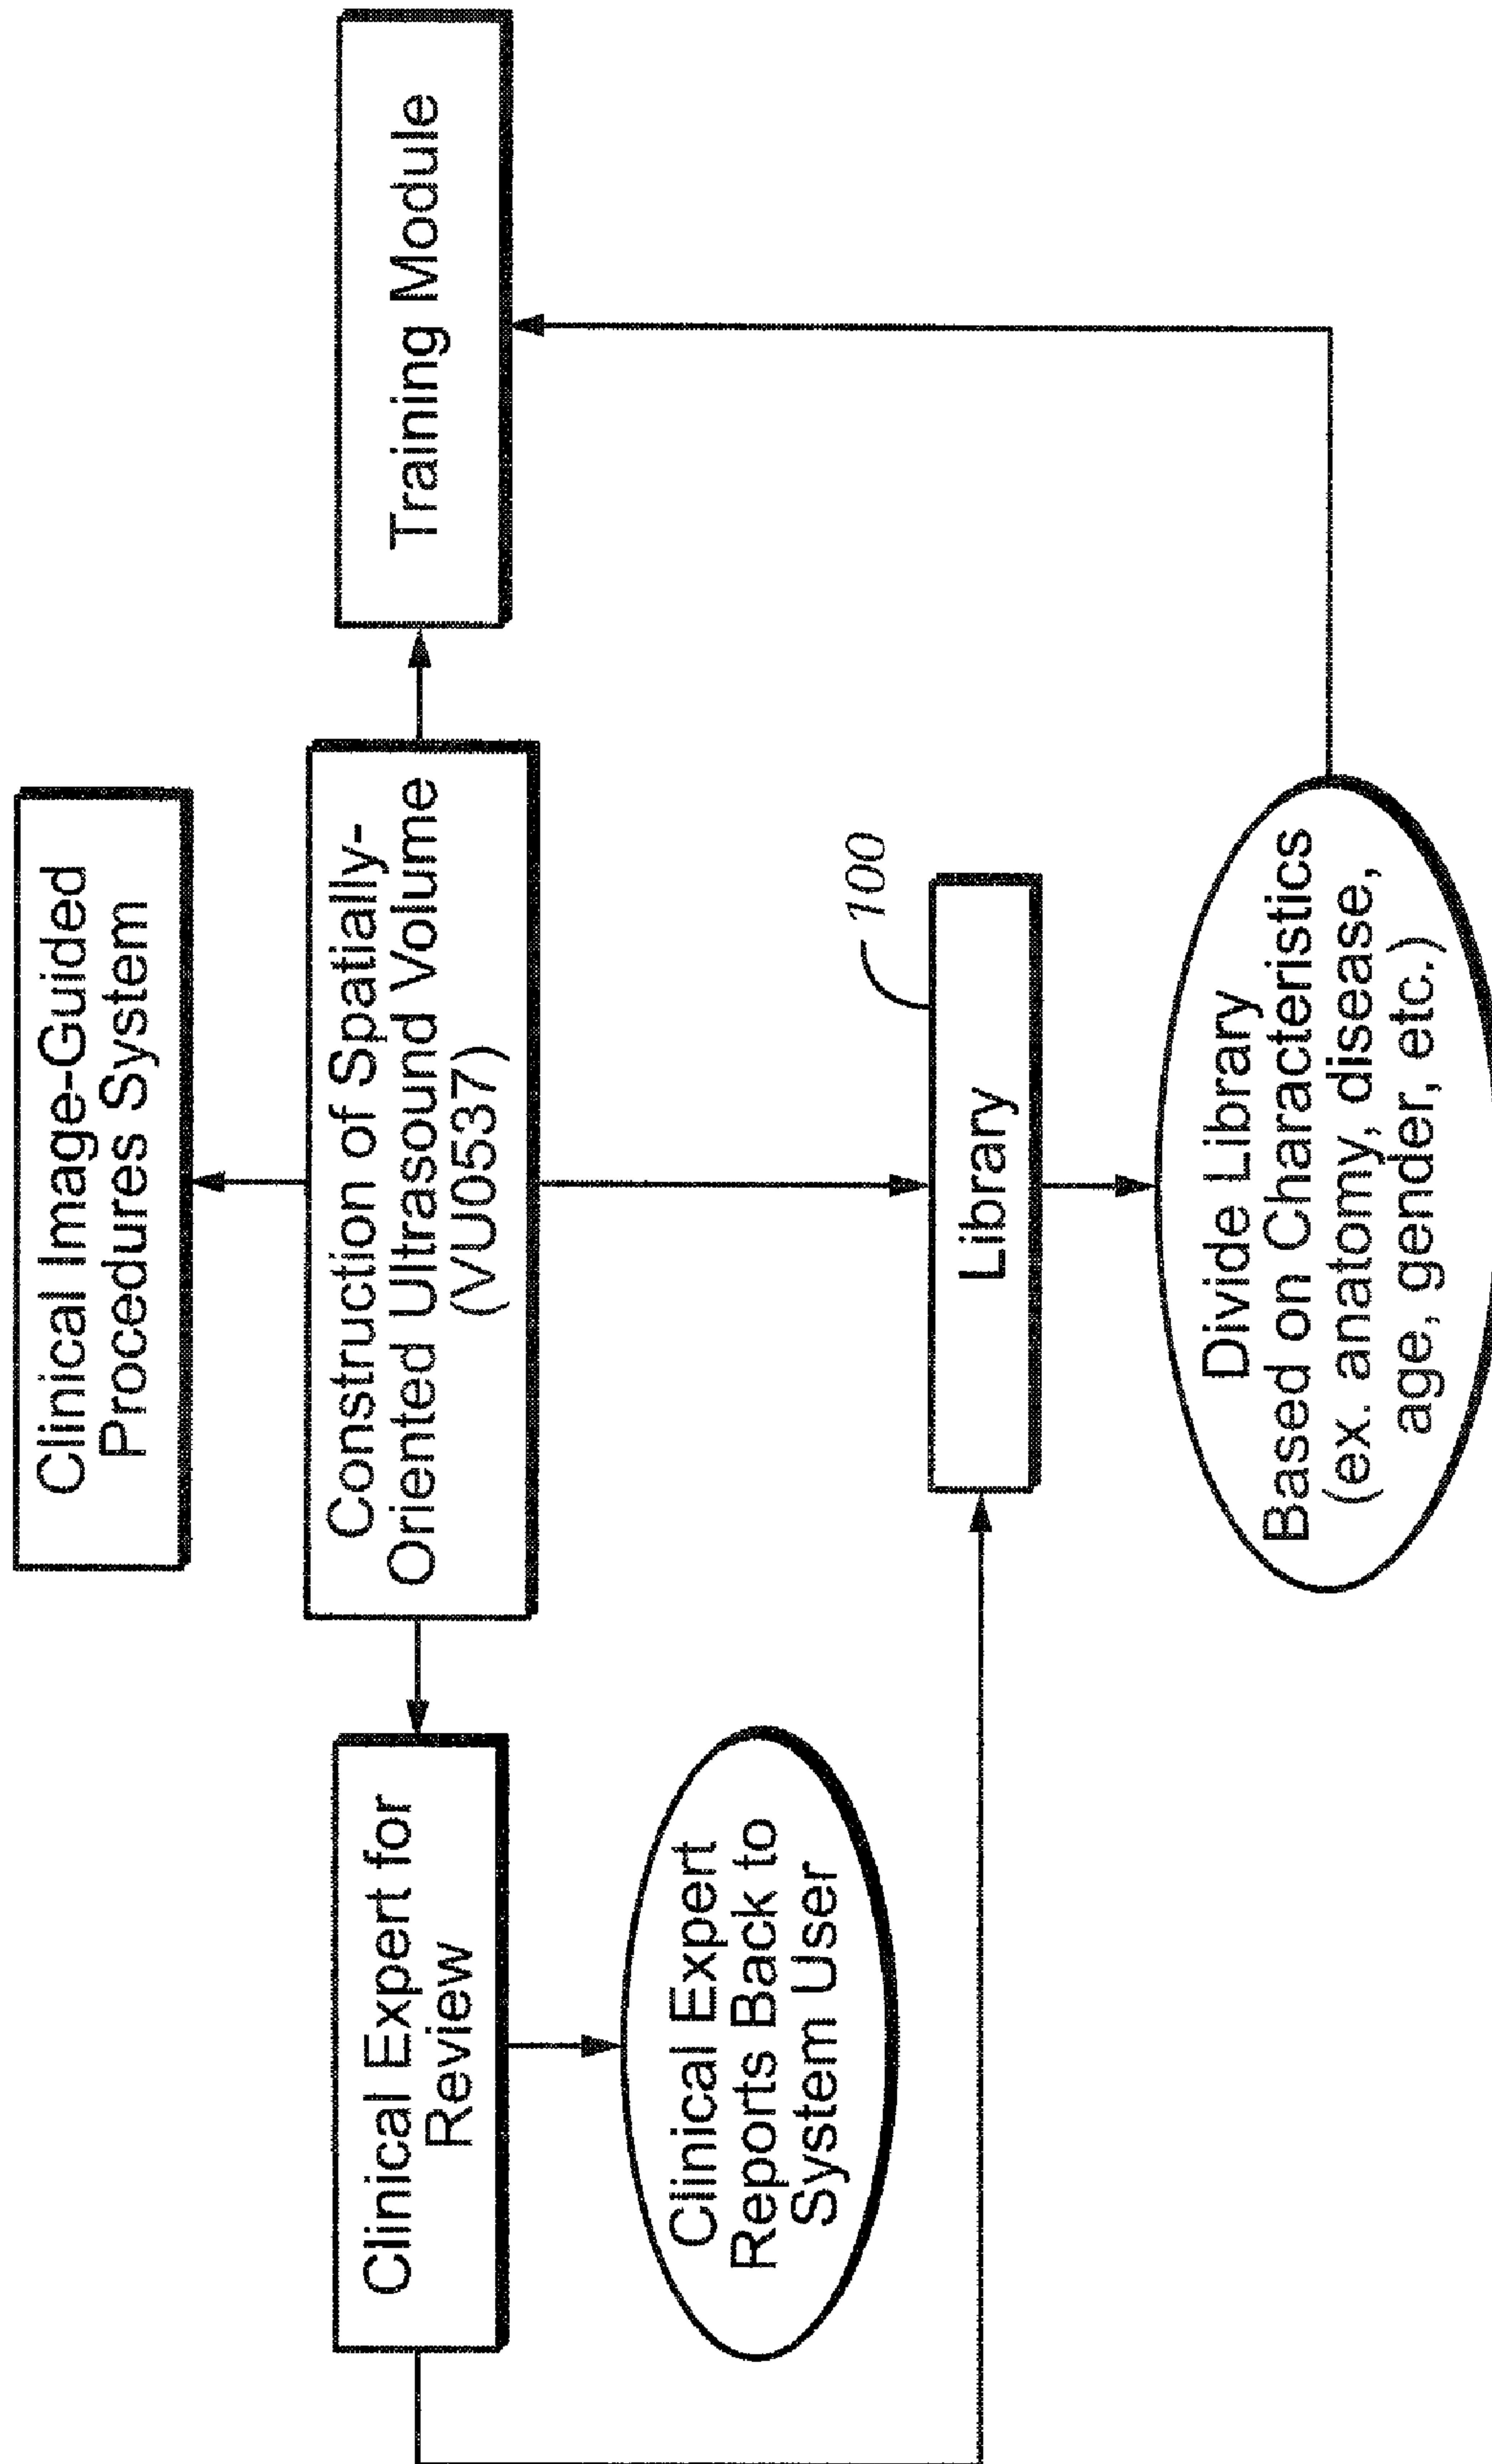 Clinical Image-Guided
Procedures System
Clinical Expert for
Review
Construction of Spatially-
Oriented Ultrasound Volume
(VU0537)
Training Module
Clinical Expert
Reports Back to
System User
100
Library
Divide Library
Based on Characteristics
(ex. anatomy, disease,
age, gender, etc.)